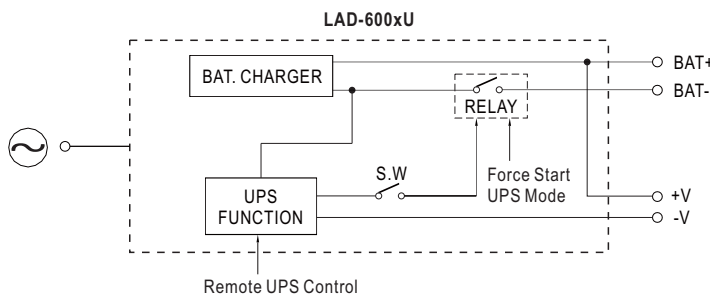 LAD-600xU
BAT. CHARGER
BAT+
BAT-
RELAY
S.W
Force Start
UPS Mode
UPS
FUNCTION
+V
-V
Remote UPS Control